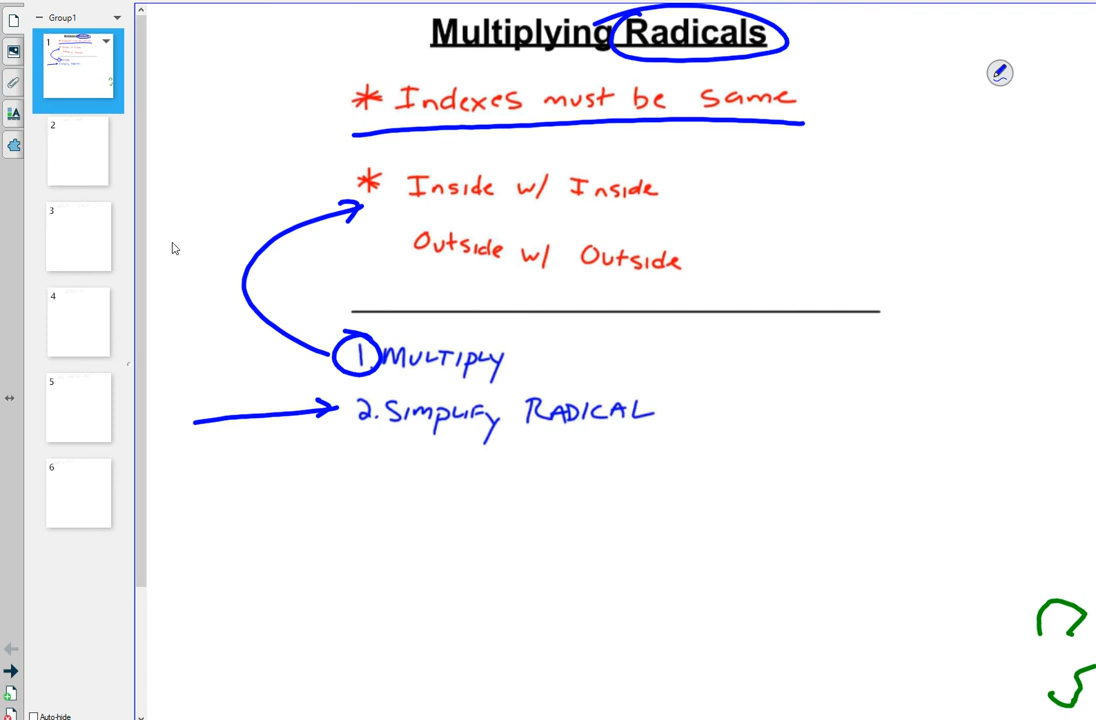 Group1
Multiplying Radicals
* Indexes must be same
* Inside w/ Inside
Outside w/ Outside
1. MULTIPLY
2. SIMPLIFY RADICAL
1
2
3
4
5
6
Auto-hide